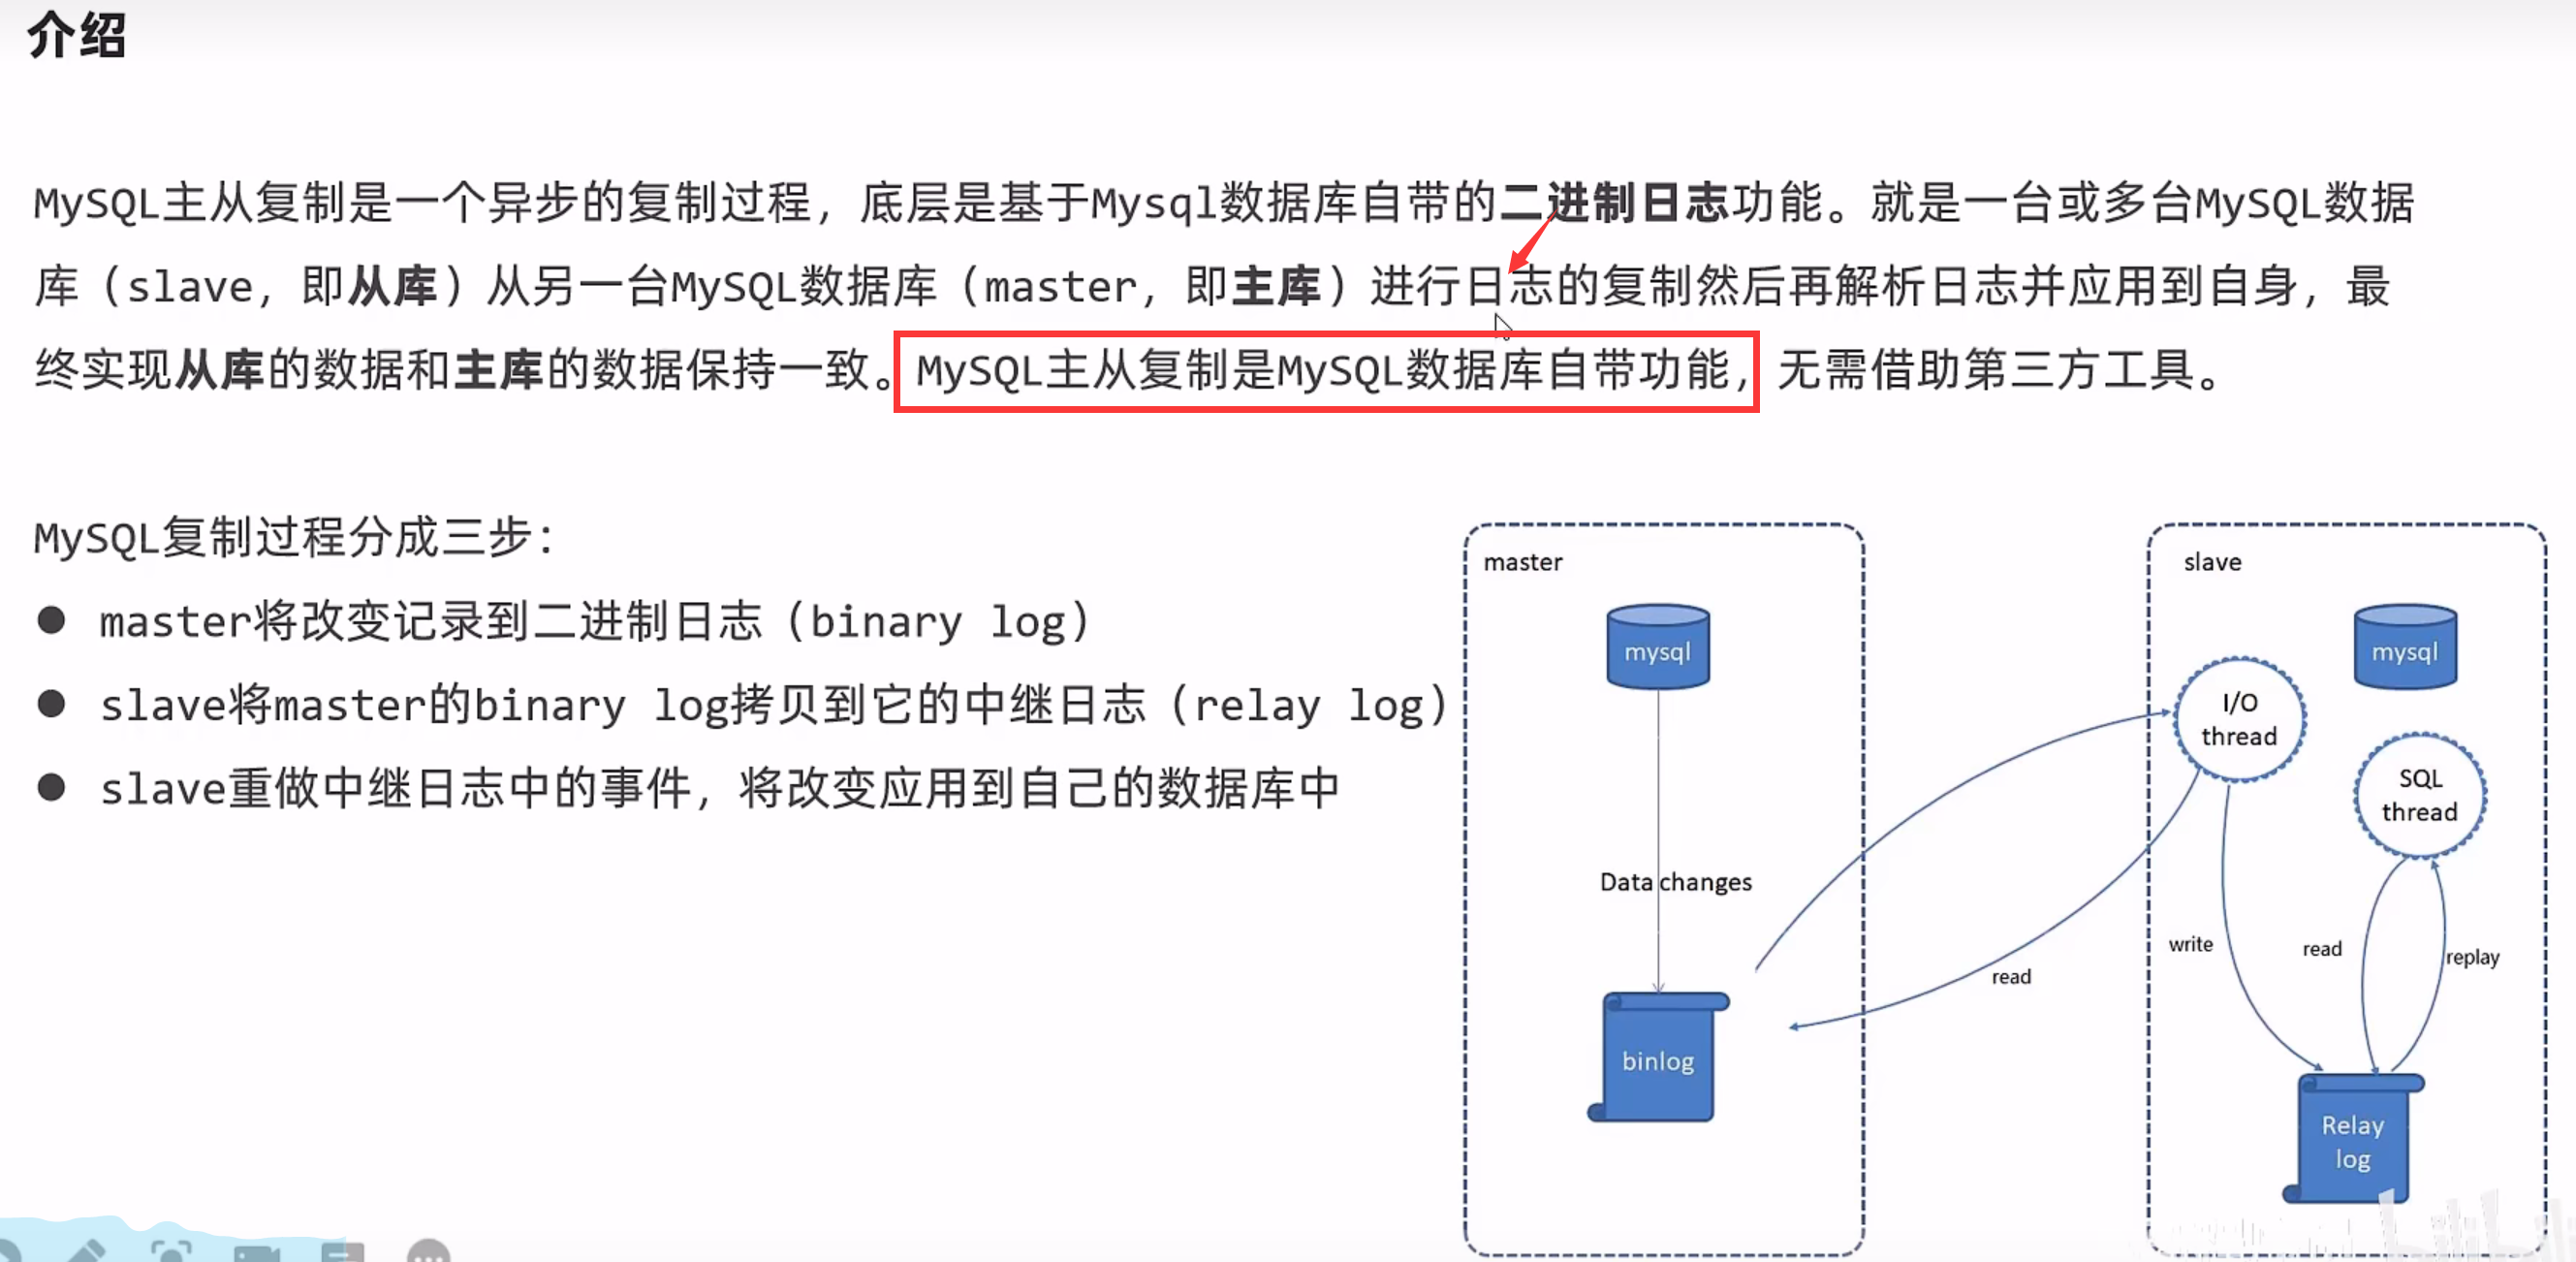 介绍
MySQL主从复制是一个异步的复制过程，底层是基于Mysql数据库自带的二进制日志功能。就是一台或多台MySQL数据
库（slave，即从库）从另一台MySQL数据库（master，即主库）进行日志的复制然后再解析日志并应用到自身，最
终实现从库的数据和主库的数据保持一致。MySQL主从复制是MySQL数据库自带功能，无需借助第三方工具。
MySQL复制过程分成三步：
● master将改变记录到二进制日志（binary log）
● slave将master的binary log拷贝到它的中继日志（relay log）
● slave重做中继日志中的事件，将改变应用到自己的数据库中
master
mysql
Data changes
binlog
read
slave
mysql
I/O
thread
SQL
thread
write
read
replay
Relay
log